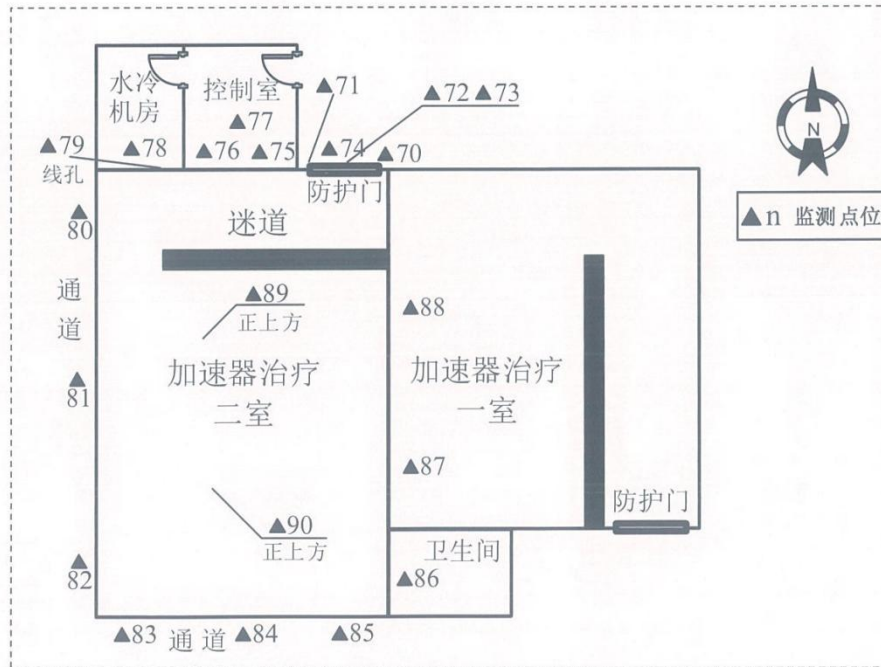 水冷
机房
控制室
▲71
▲72 ▲73
▲77
▲79
线孔
▲78
▲76
▲75
▲74
▲70
防护门
N
▲n 监测点位
▲
80
迷道
通
道
▲89
正上方
▲88
加速器治疗
二室
加速器治疗
一室
▲
81
▲87
防护门
▲90
正上方
卫生间
▲
82
▲86
▲83
通道
▲84
▲85